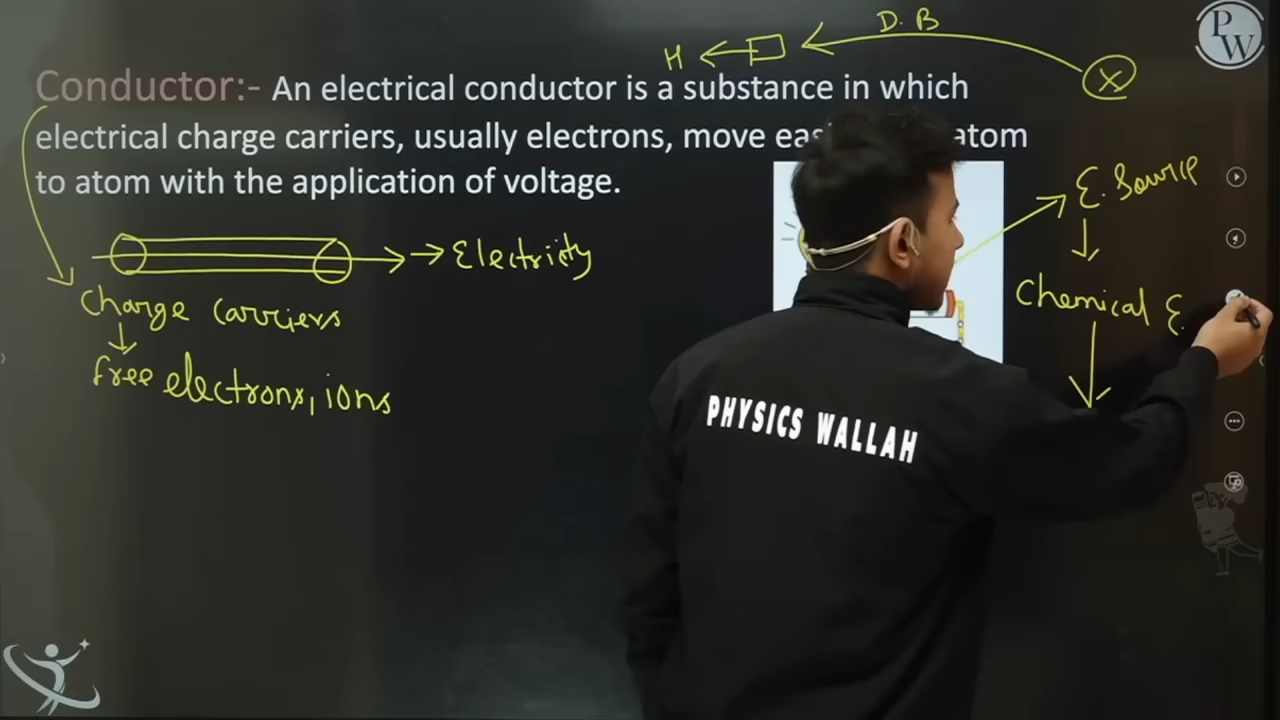 D. B
H
X
PW
Conductor:- An electrical conductor is a substance in which
electrical charge carriers, usually electrons, move atom
to atom with the application of voltage.
E. Source
Electricity
Charge carriers
Chemical E.
free electrons, ions
PHYSICS WALLAH